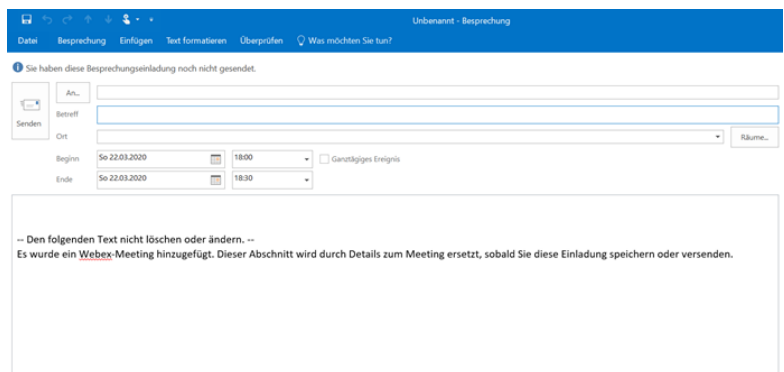 Unbenannt - Besprechung
Datei Besprechung Einfügen Text formatieren Überprüfen Was möchten Sie tun?
Sie haben diese Besprechungseinladung noch nicht gesendet.
An...
Senden
Betreff
Ort Räume...
Beginn So 22.03.2020 18:00 Ganztägiges Ereignis
Ende So 22.03.2020 18:30
-- Den folgenden Text nicht löschen oder ändern. --
Es wurde ein Webex-Meeting hinzugefügt. Dieser Abschnitt wird durch Details zum Meeting ersetzt, sobald Sie diese Einladung speichern oder versenden.